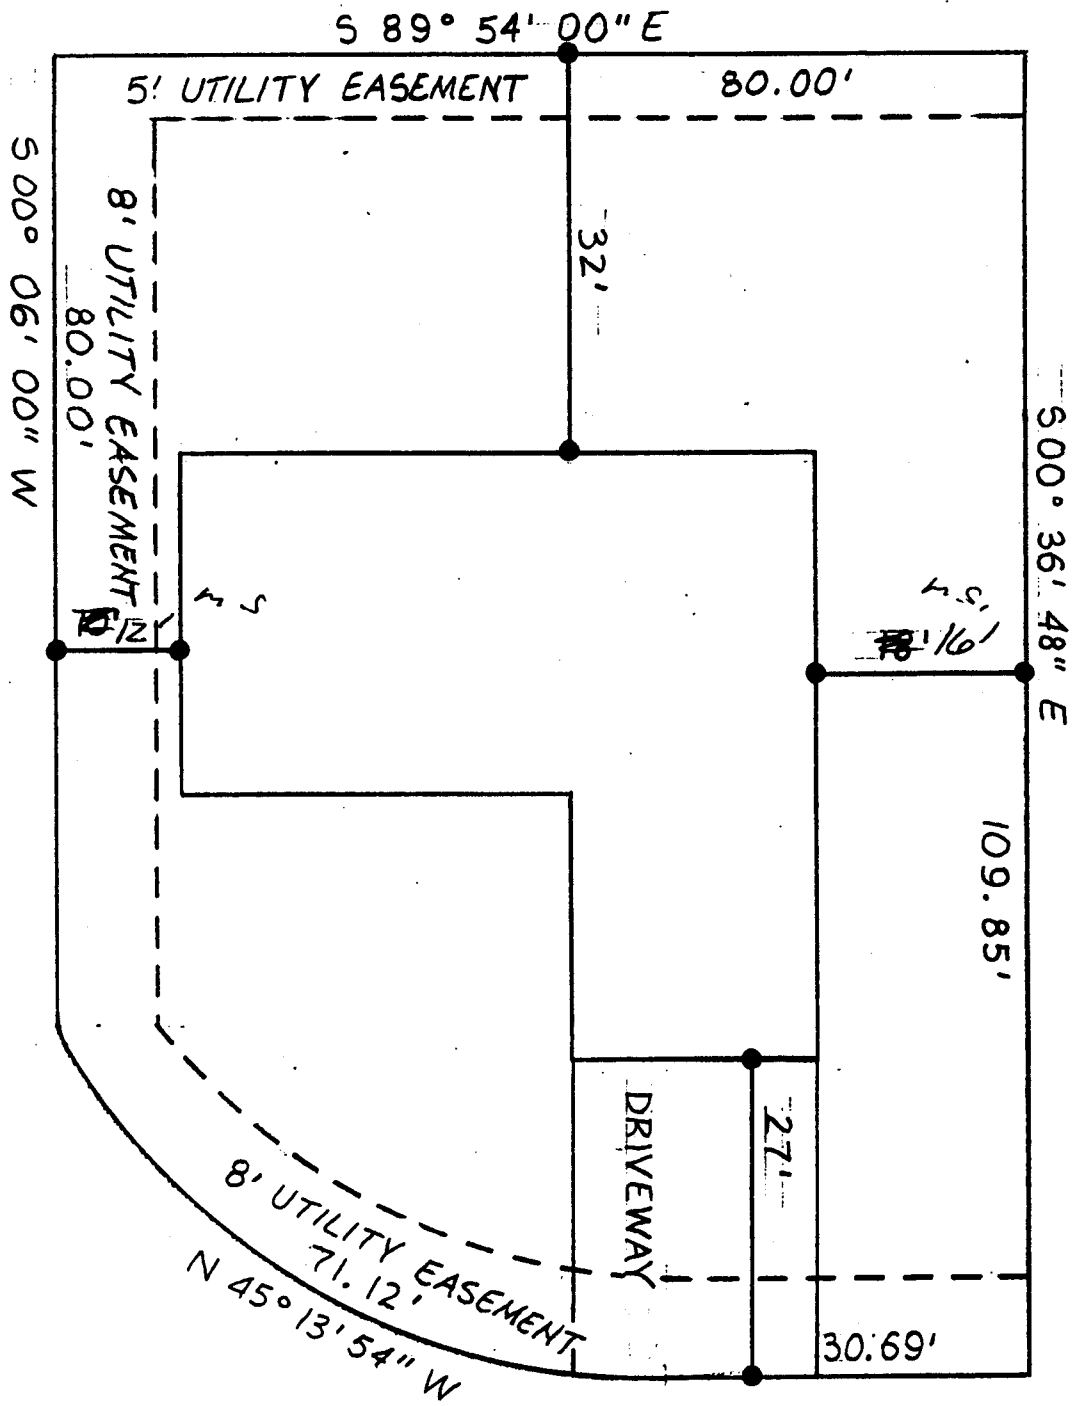 S 89° 54' 00" E
5' UTILITY EASEMENT
80.00'
S 00° 06' 00" W
8' UTILITY EASEMENT
80.00'
32'
S 00° 36' 48" E
12'
16'
109.85'
27'
DRIVEWAY
8' UTILITY EASEMENT
71.12'
N 45° 13' 54" W
30.69'